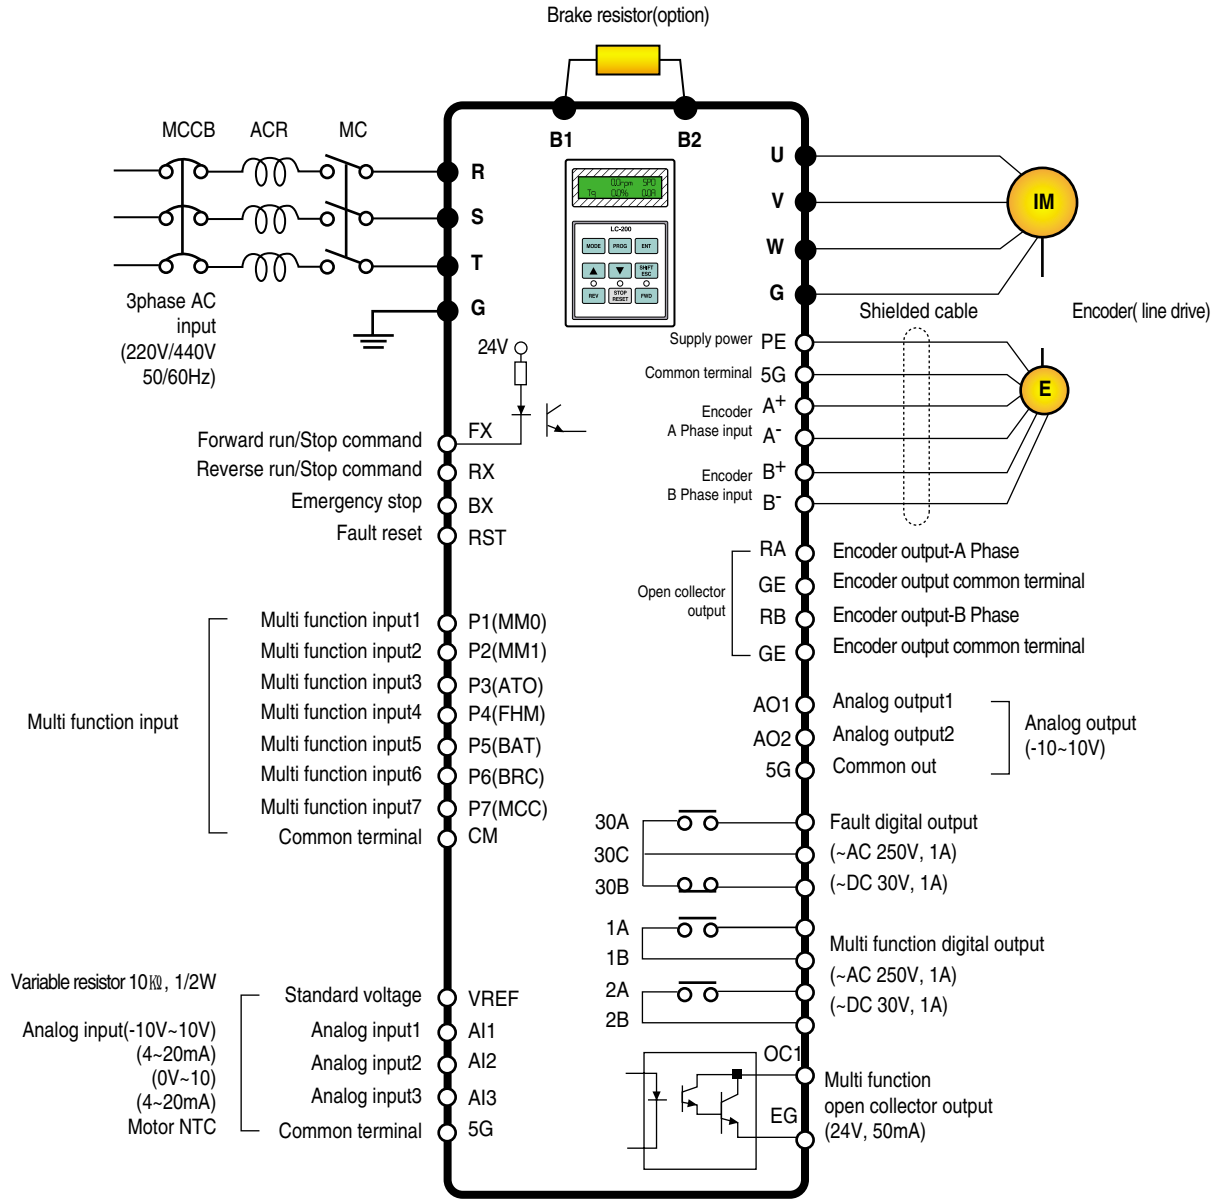 Brake resistor(option)
B1
B2
MCCB
ACR
MC
R
S
T
G
3phase AC
input
(220V/440V
50/60Hz)
0.0rpm SPD
Tq 0.0% 0.0A
LC-200
MODE
PROG
ENT
▲
▼
SHIFT
ESC
REV
STOP
RESET
FWD
U
V
W
G
IM
Shielded cable
Encoder( line drive)
Supply power PE
Common terminal 5G
Encoder
A Phase input
A+
A-
Encoder
B Phase input
B+
B-
E
24V
Forward run/Stop command FX
Reverse run/Stop command RX
Emergency stop BX
Fault reset RST
Open collector
output
RA Encoder output-A Phase
GE Encoder output common terminal
RB Encoder output-B Phase
GE Encoder output common terminal
Multi function input
Multi function input1 P1(MM0)
Multi function input2 P2(MM1)
Multi function input3 P3(ATO)
Multi function input4 P4(FHM)
Multi function input5 P5(BAT)
Multi function input6 P6(BRC)
Multi function input7 P7(MCC)
Common terminal CM
AO1 Analog output1
AO2 Analog output2
5G Common out
Analog output
(-10~10V)
30A
30C
30B
Fault digital output
(~AC 250V, 1A)
(~DC 30V, 1A)
1A
1B
2A
2B
Multi function digital output
(~AC 250V, 1A)
(~DC 30V, 1A)
Variable resistor 10㏀, 1/2W
Analog input(-10V~10V)
(4~20mA)
(0V~10)
(4~20mA)
Motor NTC
Standard voltage VREF
Analog input1 AI1
Analog input2 AI2
Analog input3 AI3
Common terminal 5G
OC1
EG
Multi function
open collector output
(24V, 50mA)